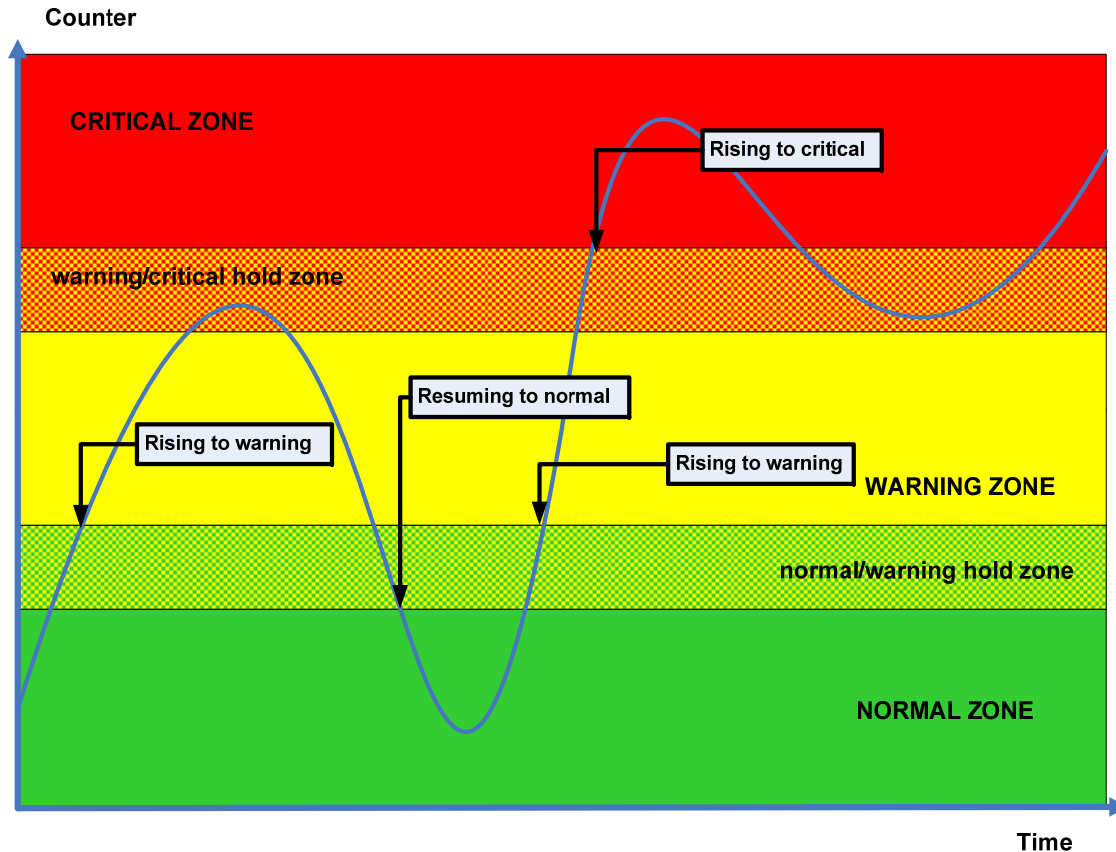 Counter
CRITICAL ZONE
Rising to critical
warning/critical hold zone
Resuming to normal
Rising to warning
Rising to warning
WARNING ZONE
normal/warning hold zone
NORMAL ZONE
Time